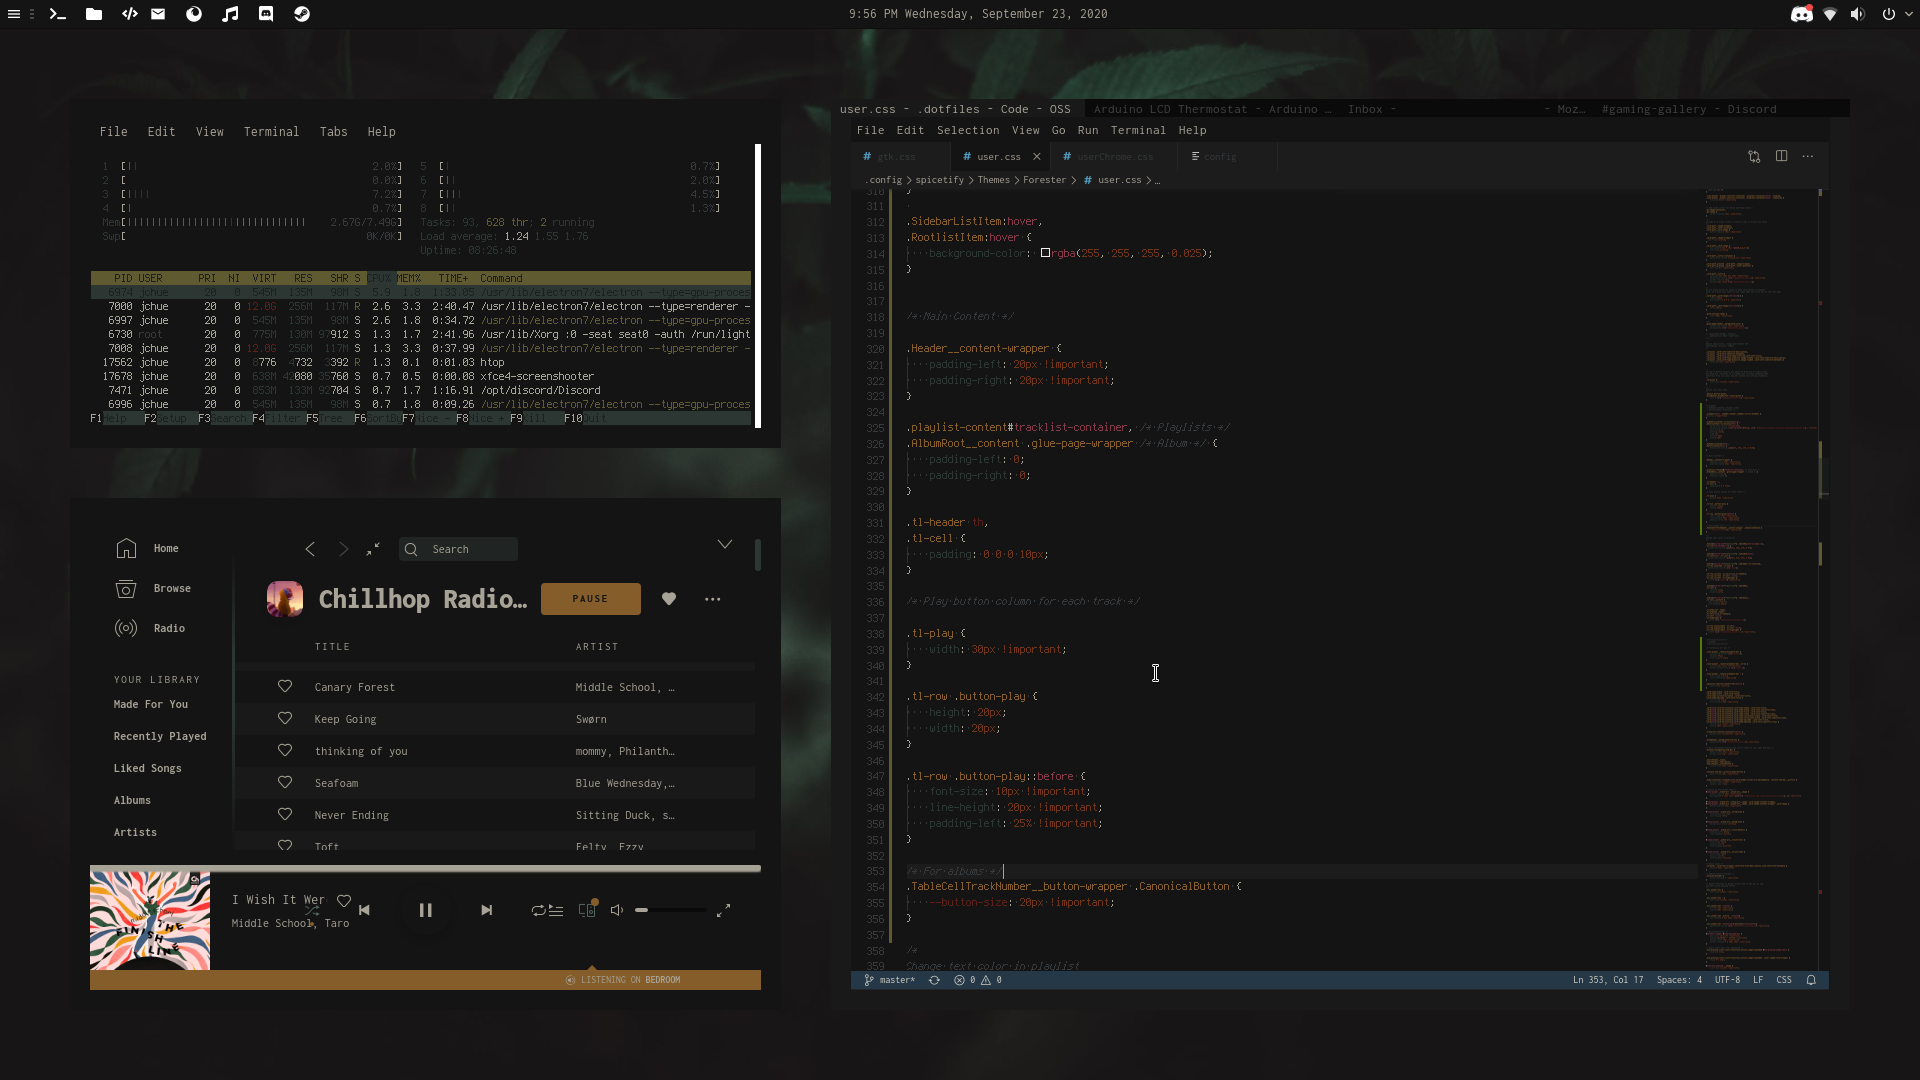 9:56 PM Wednesday, September 23, 2020
File Edit View Terminal Tabs Help
1 [|| 2.0%] 5 [| 0.7%]
2 [ 0.0%] 6 [|| 2.0%]
3 [|||| 7.2%] 7 [||| 4.5%]
4 [| 0.7%] 8 [|| 1.3%]
Mem[ 2.67G/7.49G] Tasks: 93, 628 thr; 2 running
Swp[ 0K/0K] Load average: 1.24 1.55 1.76
Uptime: 08:26:48
PID USER PRI NI VIRT RES SHR S CPU% MEM% TIME+ Command
6974 jchue 20 0 545M 135M 98M S 5.9 1.8 1:33.05 /usr/lib/electron7/electron --type=gpu-proces
7000 jchue 20 0 12.0G 256M 117M R 2.6 3.3 2:40.47 /usr/lib/electron7/electron --type=renderer -
6997 jchue 20 0 545M 135M 98M S 2.6 1.8 0:34.72 /usr/lib/electron7/electron --type=gpu-proces
6730 root 20 0 775M 130M 97912 S 1.3 1.7 2:41.96 /usr/lib/Xorg :0 -seat seat0 -auth /run/light
7008 jchue 20 0 12.0G 256M 117M S 1.3 3.3 0:37.99 /usr/lib/electron7/electron --type=renderer -
17562 jchue 20 0 8776 4732 3392 R 1.3 0.1 0:01.03 htop
17678 jchue 20 0 638M 42080 35760 S 0.7 0.5 0:00.08 xfce4-screenshooter
7471 jchue 20 0 853M 133M 92704 S 0.7 1.7 1:16.91 /opt/discord/Discord
6996 jchue 20 0 545M 135M 98M S 0.7 1.8 0:09.26 /usr/lib/electron7/electron --type=gpu-proces
F1Help F2Setup F3Search F4Filter F5Tree F6SortBy F7Nice - F8Nice + F9Kill F10Quit
Home
Browse
Radio
YOUR LIBRARY
Made For You
Recently Played
Liked Songs
Albums
Artists
Search
Chillhop Radio…
PAUSE
TITLE ARTIST
Canary Forest Middle School, …
Keep Going Swørn
thinking of you mommy, Philanth…
Seafoam Blue Wednesday,…
Never Ending Sitting Duck, s…
Toft Felty, Ezzy
THE FINISH LINE
I Wish It Wer
Middle School, Taro
LISTENING ON BEDROOM
user.css - .dotfiles - Code - OSS Arduino LCD Thermostat - Arduino … Inbox - - Moz… #gaming-gallery - Discord
File Edit Selection View Go Run Terminal Help
# gtk.css # user.css # userChrome.css config
.config > spicetify > Themes > Forester > # user.css > …
310 }
311
312 .SidebarListItem:hover,
313 .RootlistItem:hover {
314 ····background-color: rgba(255, 255, 255, 0.025);
315 }
316
317
318 /* Main Content */
319
320 .Header__content-wrapper {
321 ····padding-left: 20px !important;
322 ····padding-right: 20px !important;
323 }
324
325 .playlist-content#tracklist-container, /* Playlists */
326 .AlbumRoot__content .glue-page-wrapper /* Album */ {
327 ····padding-left: 0;
328 ····padding-right: 0;
329 }
330
331 .tl-header th,
332 .tl-cell {
333 ····padding: 0 0 0 10px;
334 }
335
336 /* Play button column for each track */
337
338 .tl-play {
339 ····width: 30px !important;
340 }
341
342 .tl-row .button-play {
343 ····height: 20px;
344 ····width: 20px;
345 }
346
347 .tl-row .button-play::before {
348 ····font-size: 10px !important;
349 ····line-height: 20px !important;
350 ····padding-left: 25% !important;
351 }
352
353 /* For albums */
354 .TableCellTrackNumber__button-wrapper .CanonicalButton {
355 ····--button-size: 20px !important;
356 }
357
358 /*
359 Change text color in playlist
master* 0 0 Ln 353, Col 17 Spaces: 4 UTF-8 LF CSS